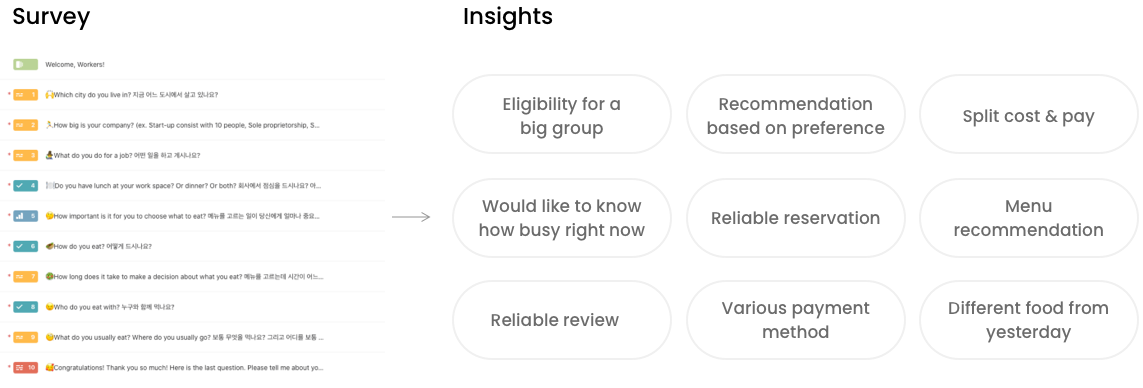 Survey
Insights
Welcome, Workers!
* 1 Which city do you live in? 지금 어느 도시에서 살고 있나요?
* 2 How big is your company? (ex. Start-up consist with 10 people, Sole proprietorship, S...
* 3 What do you do for a job? 어떤 일을 하고 계시나요?
* 4 Do you have lunch at your work space? Or dinner? Or both? 회사에서 점심을 드시나요? 아...
* 5 How important is it for you to choose what to eat? 메뉴를 고르는 일이 당신에게 얼마나 중요...
* 6 How do you eat? 어떻게 드시나요?
* 7 How long does it take to make a decision about what you eat? 메뉴를 고르는데 시간이 어느...
* 8 Who do you eat with? 누구와 함께 먹나요?
* 9 What do you usually eat? Where do you usually go? 보통 무엇을 먹나요? 그리고 어디를 보통 ...
* 10 Congratulations! Thank you so much! Here is the last question. Please tell me about yo...
Eligibility for a
big group
Recommendation
based on preference
Split cost & pay
Would like to know
how busy right now
Reliable reservation
Menu
recommendation
Reliable review
Various payment
method
Different food from
yesterday